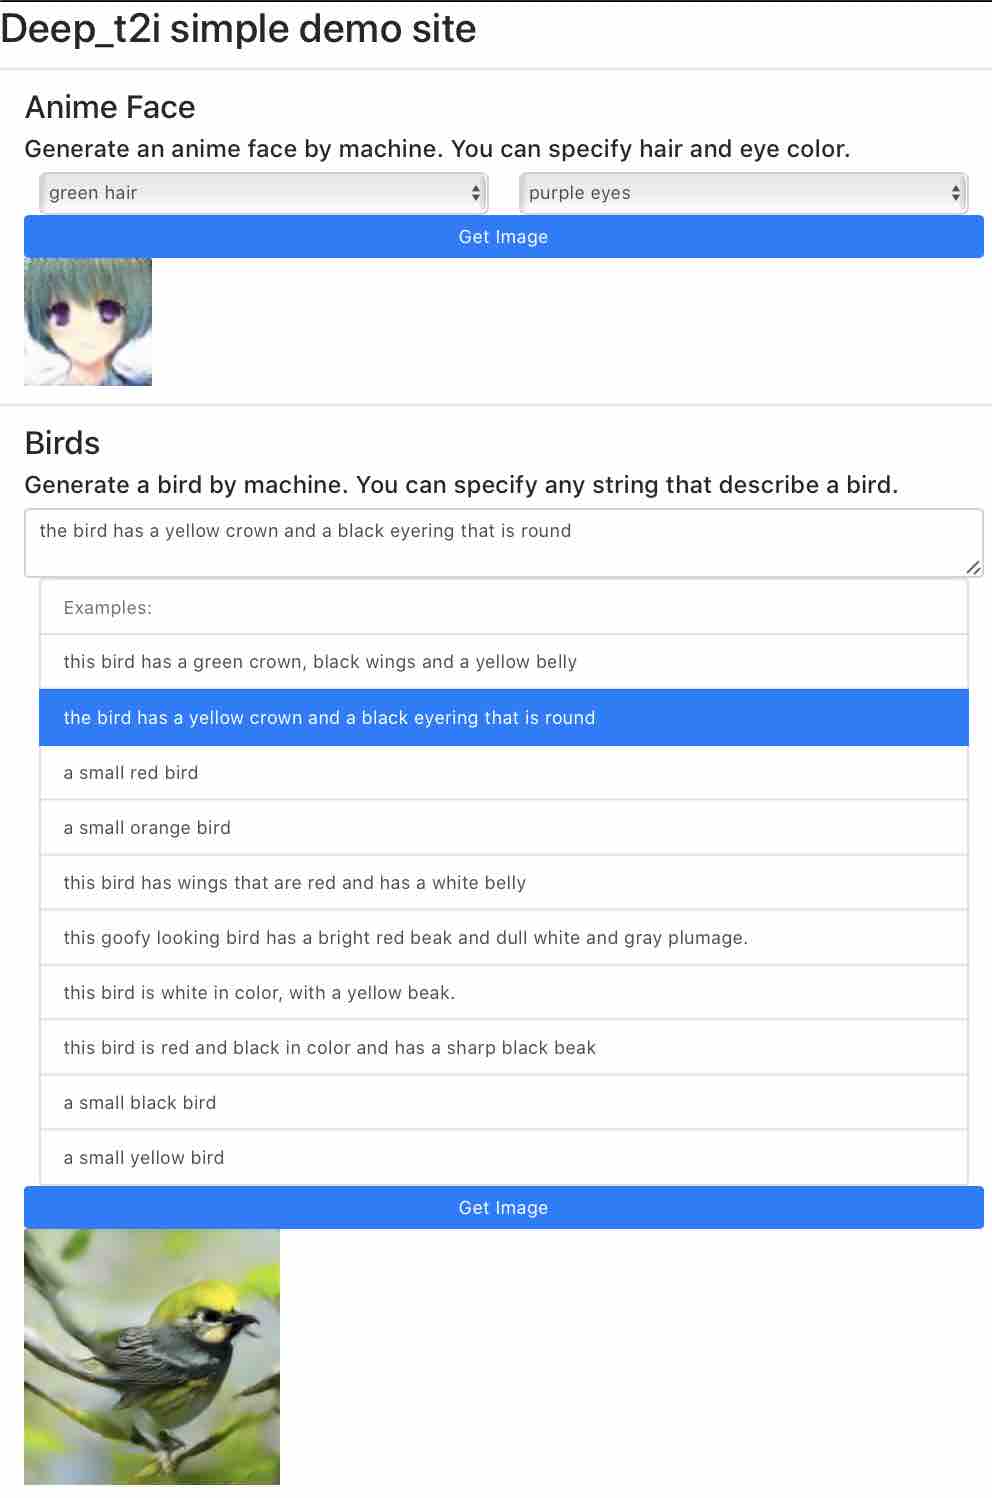 Deep_t2i simple demo site
Anime Face
Generate an anime face by machine. You can specify hair and eye color.
green hair
purple eyes
Get Image
Birds
Generate a bird by machine. You can specify any string that describe a bird.
the bird has a yellow crown and a black eyering that is round
Examples:
this bird has a green crown, black wings and a yellow belly
the bird has a yellow crown and a black eyering that is round
a small red bird
a small orange bird
this bird has wings that are red and has a white belly
this goofy looking bird has a bright red beak and dull white and gray plumage.
this bird is white in color, with a yellow beak.
this bird is red and black in color and has a sharp black beak
a small black bird
a small yellow bird
Get Image